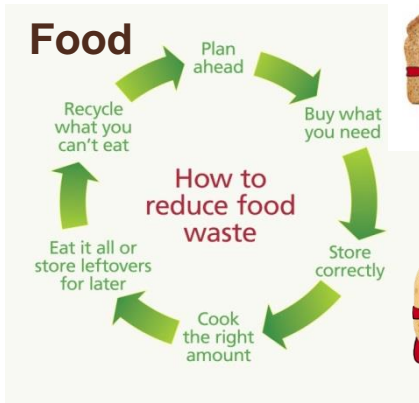 Food
Plan
ahead
Buy what
you need
Store
correctly
Cook
the right
amount
Eat it all or
store leftovers
for later
Recycle
what you
can't eat
How to
reduce food
waste